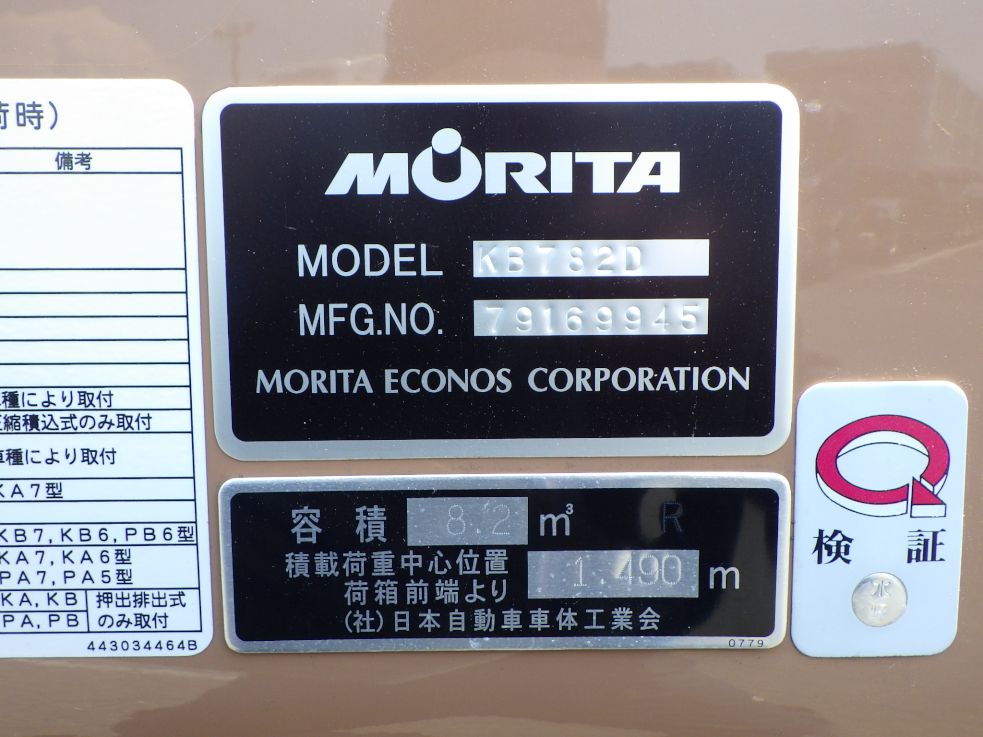 荷時)
備考
種により取付
圧縮積込式のみ取付
車種により取付
KA7型
KB7,KB6,PB6型
KA7,KA6型
PA7,PA5型
KA,KB 押出排出式
PA,PB のみ取付
443034464B
MORITA
MODEL KB782D
MFG.NO. 79169945
MORITA ECONOS CORPORATION
容積 8.2 m³ R
積載荷重中心位置
荷箱前端より 1.490 m
(社)日本自動車車体工業会
0779
検証